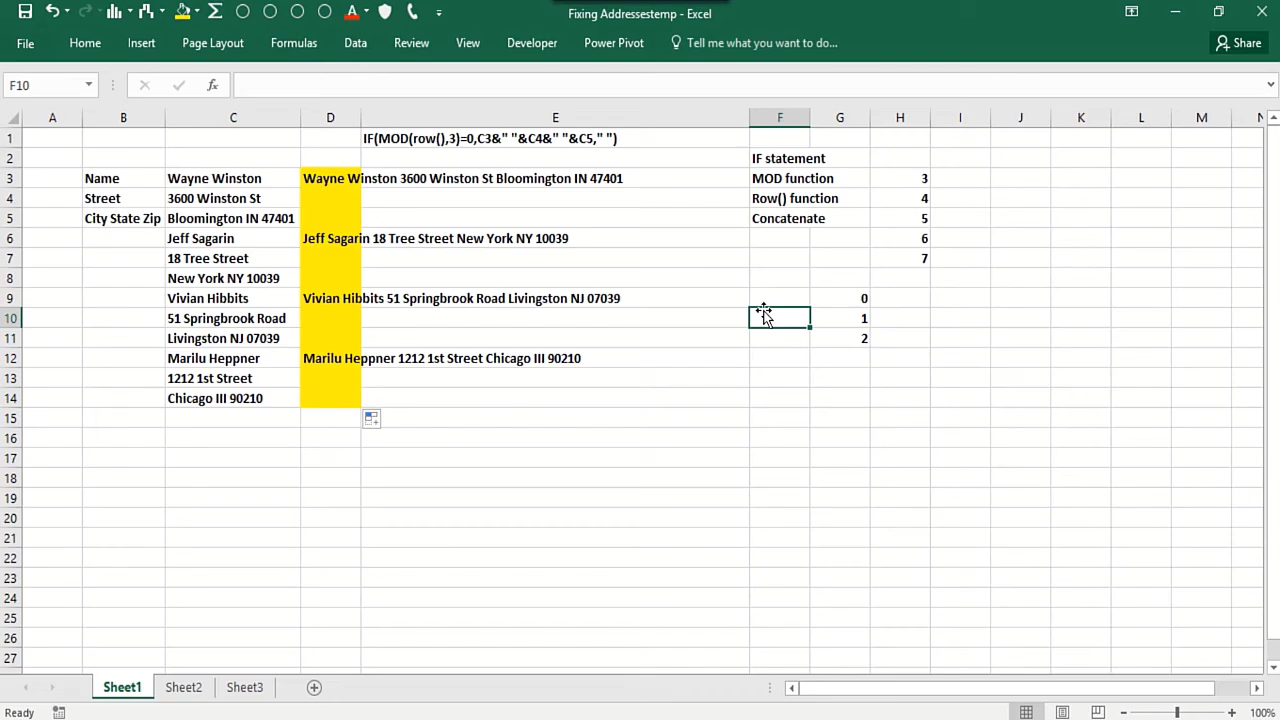 Fixing Addressestemp - Excel
File Home Insert Page Layout Formulas Data Review View Developer Power Pivot Tell me what you want to do... Share
F10 fx
A B C D E F G H I J K L M N
1 IF(MOD(row(),3)=0,C3&" "&C4&" "&C5," ")
2 IF statement
3 Name Wayne Winston Wayne Winston 3600 Winston St Bloomington IN 47401 MOD function 3
4 Street 3600 Winston St Row() function 4
5 City State Zip Bloomington IN 47401 Concatenate 5
6 Jeff Sagarin Jeff Sagarin 18 Tree Street New York NY 10039 6
7 18 Tree Street 7
8 New York NY 10039
9 Vivian Hibbits Vivian Hibbits 51 Springbrook Road Livingston NJ 07039 0
10 51 Springbrook Road 1
11 Livingston NJ 07039 2
12 Marilu Heppner Marilu Heppner 1212 1st Street Chicago III 90210
13 1212 1st Street
14 Chicago III 90210
15
16
17
18
19
20
21
22
23
24
25
26
27
Sheet1 Sheet2 Sheet3
Ready 100%